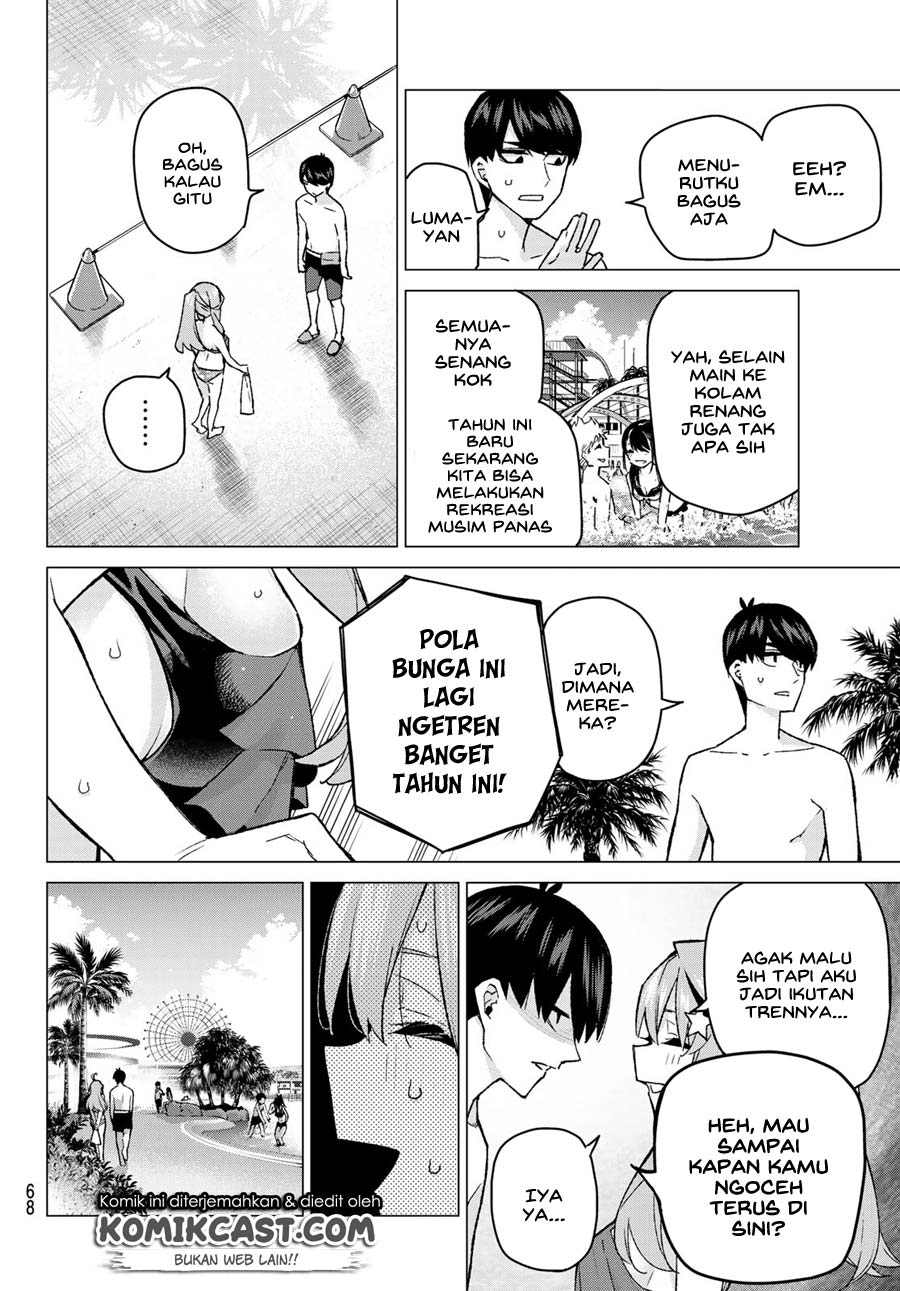 EEH?
EM...
MENU-
RUTKU
BAGUS
AJA
LUMA-
YAN
OH,
BAGUS
KALAU
GITU
......
YAH, SELAIN
MAIN KE
KOLAM
RENANG
JUGA TAK
APA SIH
SEMUA-
NYA
SENANG
KOK
TAHUN INI
BARU
SEKARANG
KITA BISA
MELAKUKAN
REKREASI
MUSIM PANAS
JADI,
DIMANA
MERE-
KA?
POLA
BUNGA INI
LAGI
NGETREN
BANGET
TAHUN INI!
AGAK MALU
SIH TAPI AKU
JADI IKUTAN
TRENNYA...
HEH, MAU
SAMPAI
KAPAN KAMU
NGOCEH
TERUS DI
SINI?
IYA
YA...
68
Komik ini diterjemahkan & diedit oleh
KOMIKCAST.COM
BUKAN WEB LAIN!!